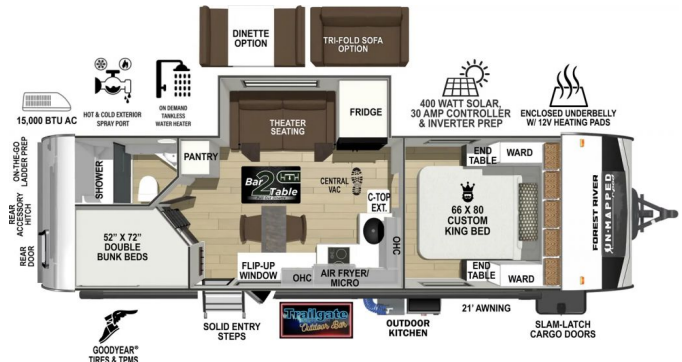 DINETTE
OPTION
TRI-FOLD SOFA
OPTION
15,000 BTU AC
HOT & COLD EXTERIOR
SPRAY PORT
ON DEMAND
TANKLESS
WATER HEATER
400 WATT SOLAR,
30 AMP CONTROLLER
& INVERTER PREP
ENCLOSED UNDERBELLY
W/ 12V HEATING PADS
THEATER
SEATING
FRIDGE
ON-THE-GO
LADDER PREP
SHOWER
PANTRY
END
TABLE
WARD
Bar
2
Table
CENTRAL
VAC
C-TOP
EXT.
REAR
ACCESSORY
HITCH
66 X 80
CUSTOM
KING BED
FOREST RIVER
UN-MAPPED
52" X 72"
DOUBLE
BUNK BEDS
REAR
DOOR
OHC
FLIP-UP
WINDOW
OHC
AIR FRYER/
MICRO
END
TABLE
WARD
SOLID ENTRY
STEPS
Trailgate
Outdoor Bar
OUTDOOR
KITCHEN
21' AWNING
SLAM-LATCH
CARGO DOORS
GOODYEAR®
TIRES & TPMS